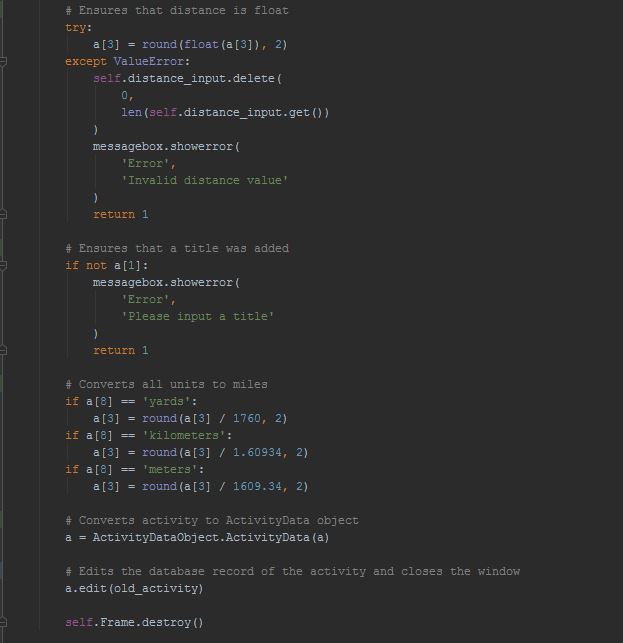 # Ensures that distance is float
try:
    a[3] = round(float(a[3]), 2)
except ValueError:
    self.distance_input.delete(
        0,
        len(self.distance_input.get())
    )
    messagebox.showerror(
        'Error',
        'Invalid distance value'
    )
    return 1

# Ensures that a title was added
if not a[1]:
    messagebox.showerror(
        'Error',
        'Please input a title'
    )
    return 1

# Converts all units to miles
if a[8] == 'yards':
    a[3] = round(a[3] / 1760, 2)
if a[8] == 'kilometers':
    a[3] = round(a[3] / 1.60934, 2)
if a[8] == 'meters':
    a[3] = round(a[3] / 1609.34, 2)

# Converts activity to ActivityData object
a = ActivityDataObject.ActivityData(a)

# Edits the database record of the activity and closes the window
a.edit(old_activity)

self.Frame.destroy()